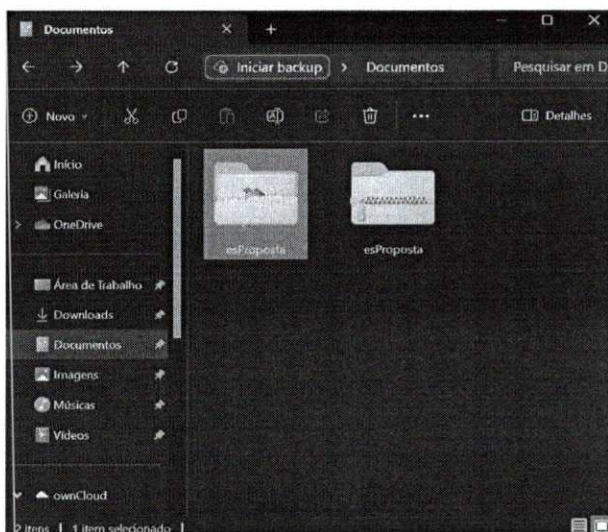 Documentos
Iniciar backup > Documentos Pesquisar em D
Novo ... Detalhes
Início
Galeria
OneDrive
Área de Trabalho
Downloads
Documentos
Imagens
Músicas
Vídeos
ownCloud
esProposta esProposta
2 itens | 1 item selecionado |